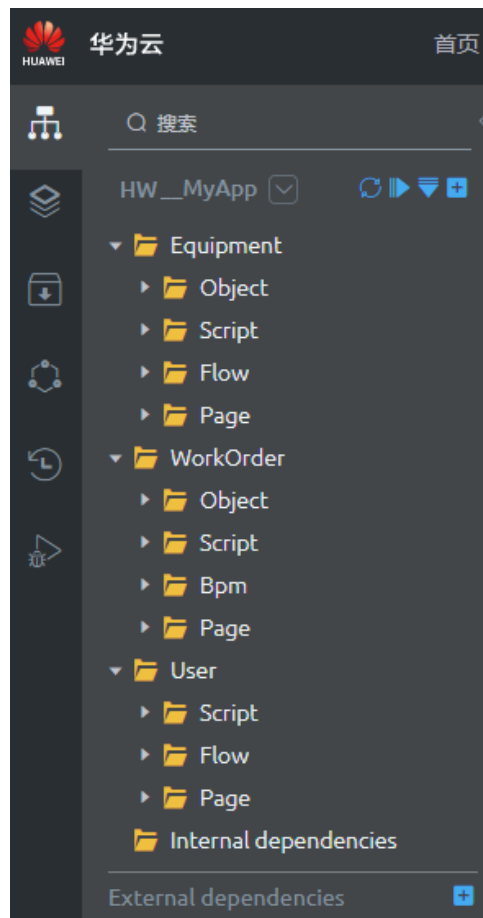 HUAWEI 华为云 首页
搜索
HW__MyApp
Equipment
Object
Script
Flow
Page
WorkOrder
Object
Script
Bpm
Page
User
Script
Flow
Page
Internal dependencies
External dependencies